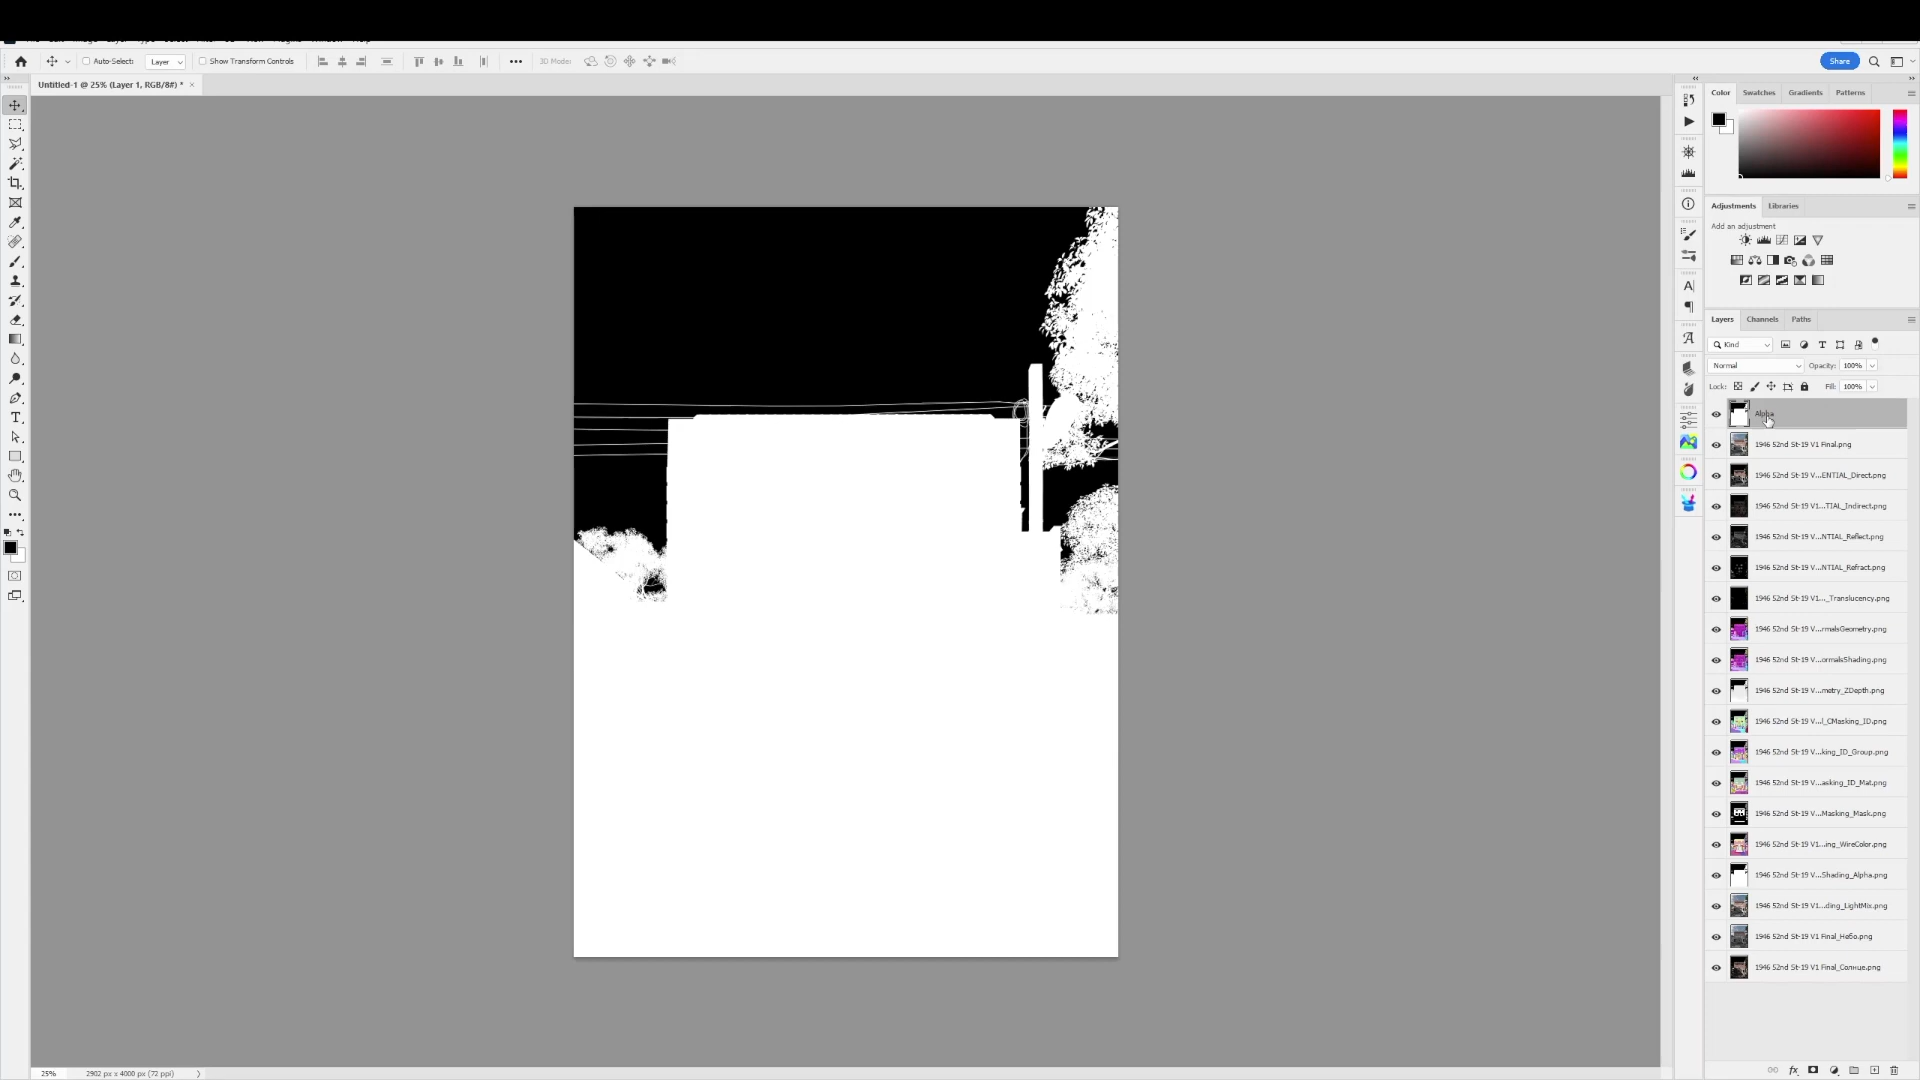 Auto-Select:
Layer
Show Transform Controls
3D Mode:
Share
Untitled-1 @ 25% (Layer 1, RGB/8#) *
Color
Swatches
Gradients
Patterns
Adjustments
Libraries
Add an adjustment
Layers
Channels
Paths
Kind
Normal
Opacity: 100%
Lock:
Fill: 100%
Alpha
1946 52nd St-19 V1 Final.png
1946 52nd St-19 V...ENTIAL_Direct.png
1946 52nd St-19 V1...TIAL_Indirect.png
1946 52nd St-19 V...NTIAL_Reflect.png
1946 52nd St-19 V...NTIAL_Refract.png
1946 52nd St-19 V1..._Translucency.png
1946 52nd St-19 V...rmalsGeometry.png
1946 52nd St-19 V...ormalsShading.png
1946 52nd St-19 V...metry_ZDepth.png
1946 52nd St-19 V...l_CMasking_ID.png
1946 52nd St-19 V...king_ID_Group.png
1946 52nd St-19 V...asking_ID_Mat.png
1946 52nd St-19 V...Masking_Mask.png
1946 52nd St-19 V1...ing_WireColor.png
1946 52nd St-19 V...Shading_Alpha.png
1946 52nd St-19 V1...ding_LightMix.png
1946 52nd St-19 V1 Final_Небо.png
1946 52nd St-19 V1 Final_Солнце.png
25%
2902 px x 4000 px (72 ppi)